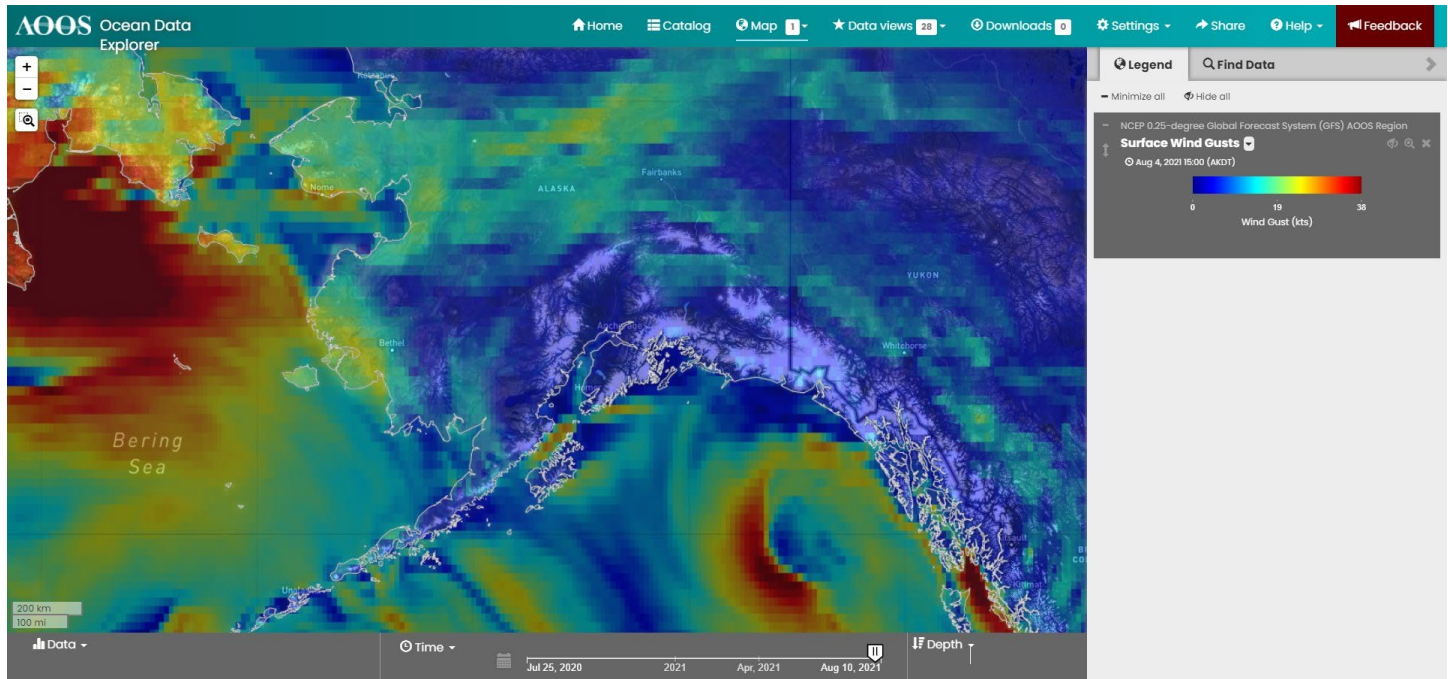 AOOS Ocean Data Explorer
Home
Catalog
Map 1
Data views 28
Downloads 0
Settings
Share
Help
Feedback
+
−
Legend
Find Data
Minimize all
Hide all
NCEP 0.25-degree Global Forecast System (GFS) AOOS Region
Surface Wind Gusts
Aug 4, 2021 15:00 (AKDT)
0 19 38
Wind Gust (kts)
Nome
ALASKA
Fairbanks
YUKON
Anchorage
Bethel
Whitehorse
Homer
Bering
Sea
Kitimat
200 km
100 mi
Data
Time
Jul 25, 2020
2021
Apr, 2021
Aug 10, 2021
Depth